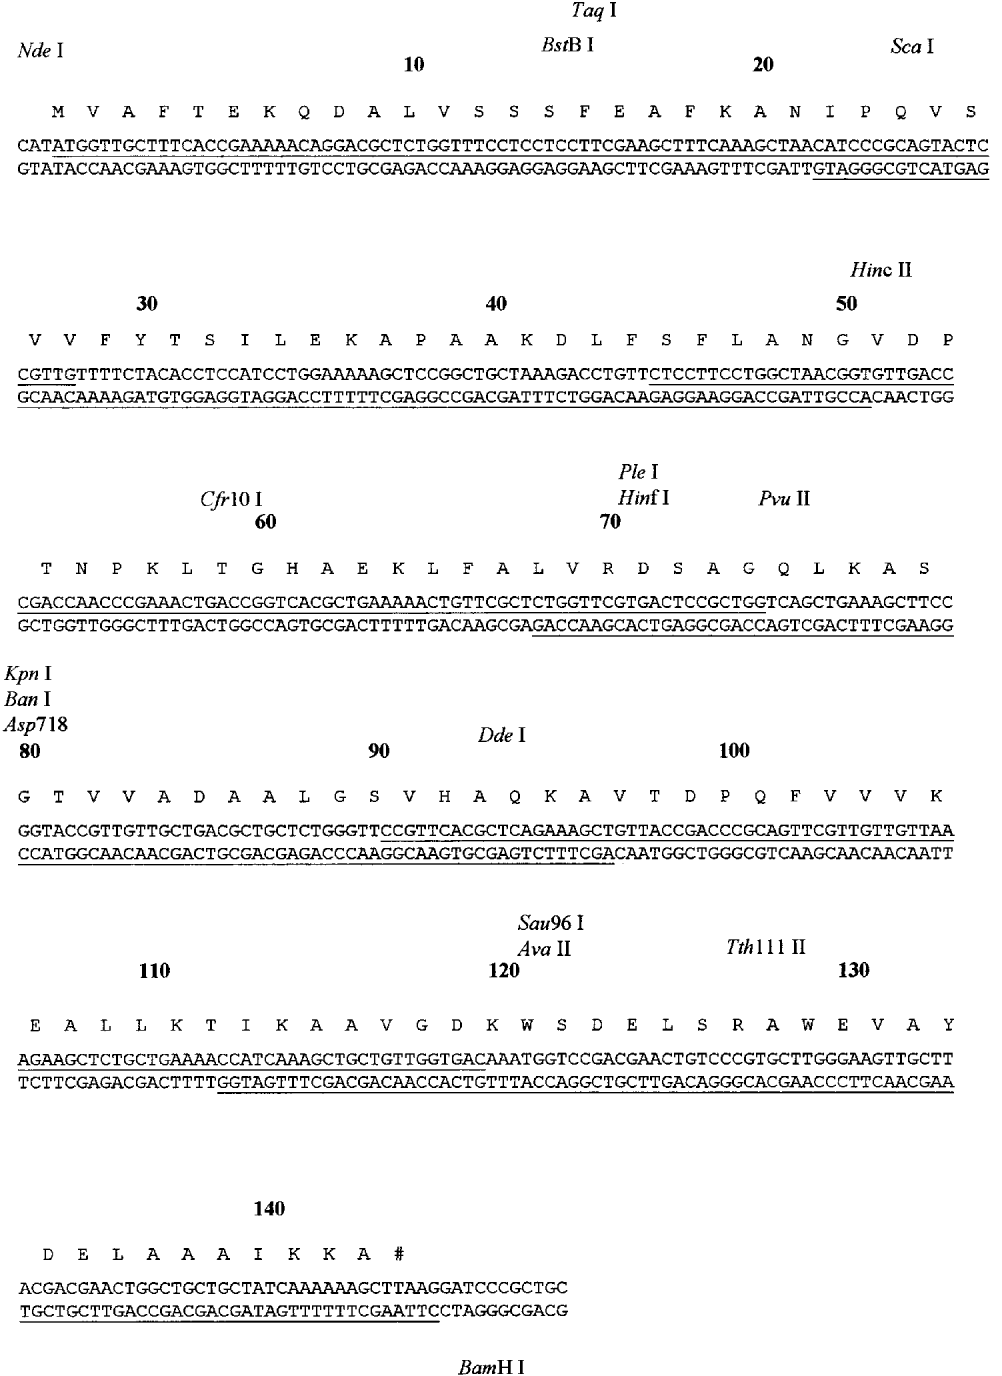 Taq I
Nde I BstB I Sca I
10 20
M V A F T E K Q D A L V S S S F E A F K A N I P Q V S
CATATGGTTGCTTTCACCGAAAAACAGGACGCTCTGGTTTCCTCCTCCTTCGAAGCTTTCAAAGCTAACATCCCGCAGTACTC
GTATACCAACGAAAGTGGCTTTTTGTCCTGCGAGACCAAAGGAGGAGGAAGCTTCGAAAGTTTCGATTGTAGGGCGTCATGAG
Hinc II
30 40 50
V V F Y T S I L E K A P A A K D L F S F L A N G V D P
CGTTGTTTTCTACACCTCCATCCTGGAAAAAGCTCCGGCTGCTAAAGACCTGTTCTCCTTCCTGGCTAACGGTGTTGACC
GCAACAAAAGATGTGGAGGTAGGACCTTTTTCGAGGCCGACGATTTCTGGACAAGAGGAAGGACCGATTGCCACAACTGG
Ple I
Cfr10 I Hinf I Pvu II
60 70
T N P K L T G H A E K L F A L V R D S A G Q L K A S
CGACCAACCCGAAACTGACCGGTCACGCTGAAAAACTGTTCGCTCTGGTTCGTGACTCCGCTGGTCAGCTGAAAGCTTCC
GCTGGTTGGGCTTTGACTGGCCAGTGCGACTTTTTGACAAGCGAGACCAAGCACTGAGGCGACCAGTCGACTTTCGAAGG
Kpn I
Ban I
Asp718 Dde I
80 90 100
G T V V A D A A L G S V H A Q K A V T D P Q F V V V K
GGTACCGTTGTTGCTGACGCTGCTCTGGGTTCCGTTCACGCTCAGAAAGCTGTTACCGACCCGCAGTTCGTTGTTGTTAA
CCATGGCAACAACGACTGCGACGAGACCCAAGGCAAGTGCGAGTCTTTCGACAATGGCTGGGCGTCAAGCAACAACAATT
Sau96 I
Ava II Tth111 II
110 120 130
E A L L K T I K A A V G D K W S D E L S R A W E V A Y
AGAAGCTCTGCTGAAAACCATCAAAGCTGCTGTTGGTGACAAATGGTCCGACGAACTGTCCCGTGCTTGGGAAGTTGCTT
TCTTCGAGACGACTTTTGGTAGTTTCGACGACAACCACTGTTTACCAGGCTGCTTGACAGGGCACGAACCCTTCAACGAA
140
D E L A A A I K K A #
ACGACGAACTGGCTGCTGCTATCAAAAAAGCTTAAGGATCCCGCTGC
TGCTGCTTGACCGACGACGATAGTTTTTTCGAATTCCTAGGGCGACG
BamH I